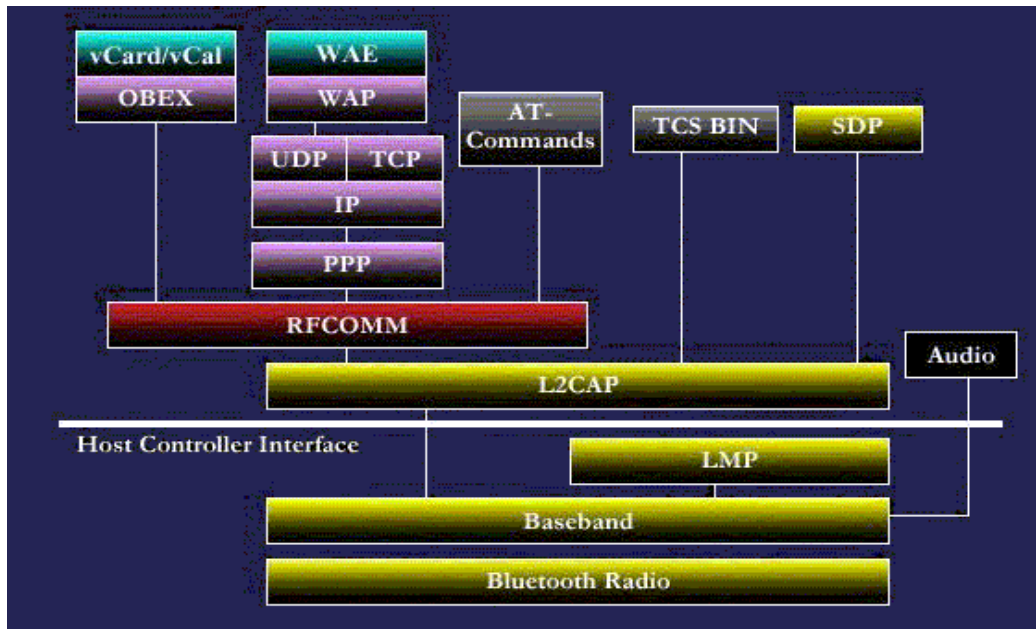 vCard/vCal
OBEX
WAE
WAP
UDP
TCP
IP
PPP
AT-
Commands
TCS BIN
SDP
RFCOMM
Audio
L2CAP
Host Controller Interface
LMP
Baseband
Bluetooth Radio